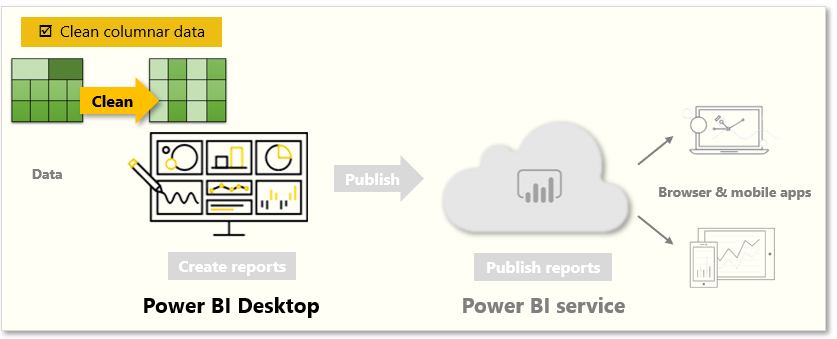 Clean columnar data
Clean
Data
Publish
Browser & mobile apps
Create reports
Publish reports
Power BI Desktop
Power BI service